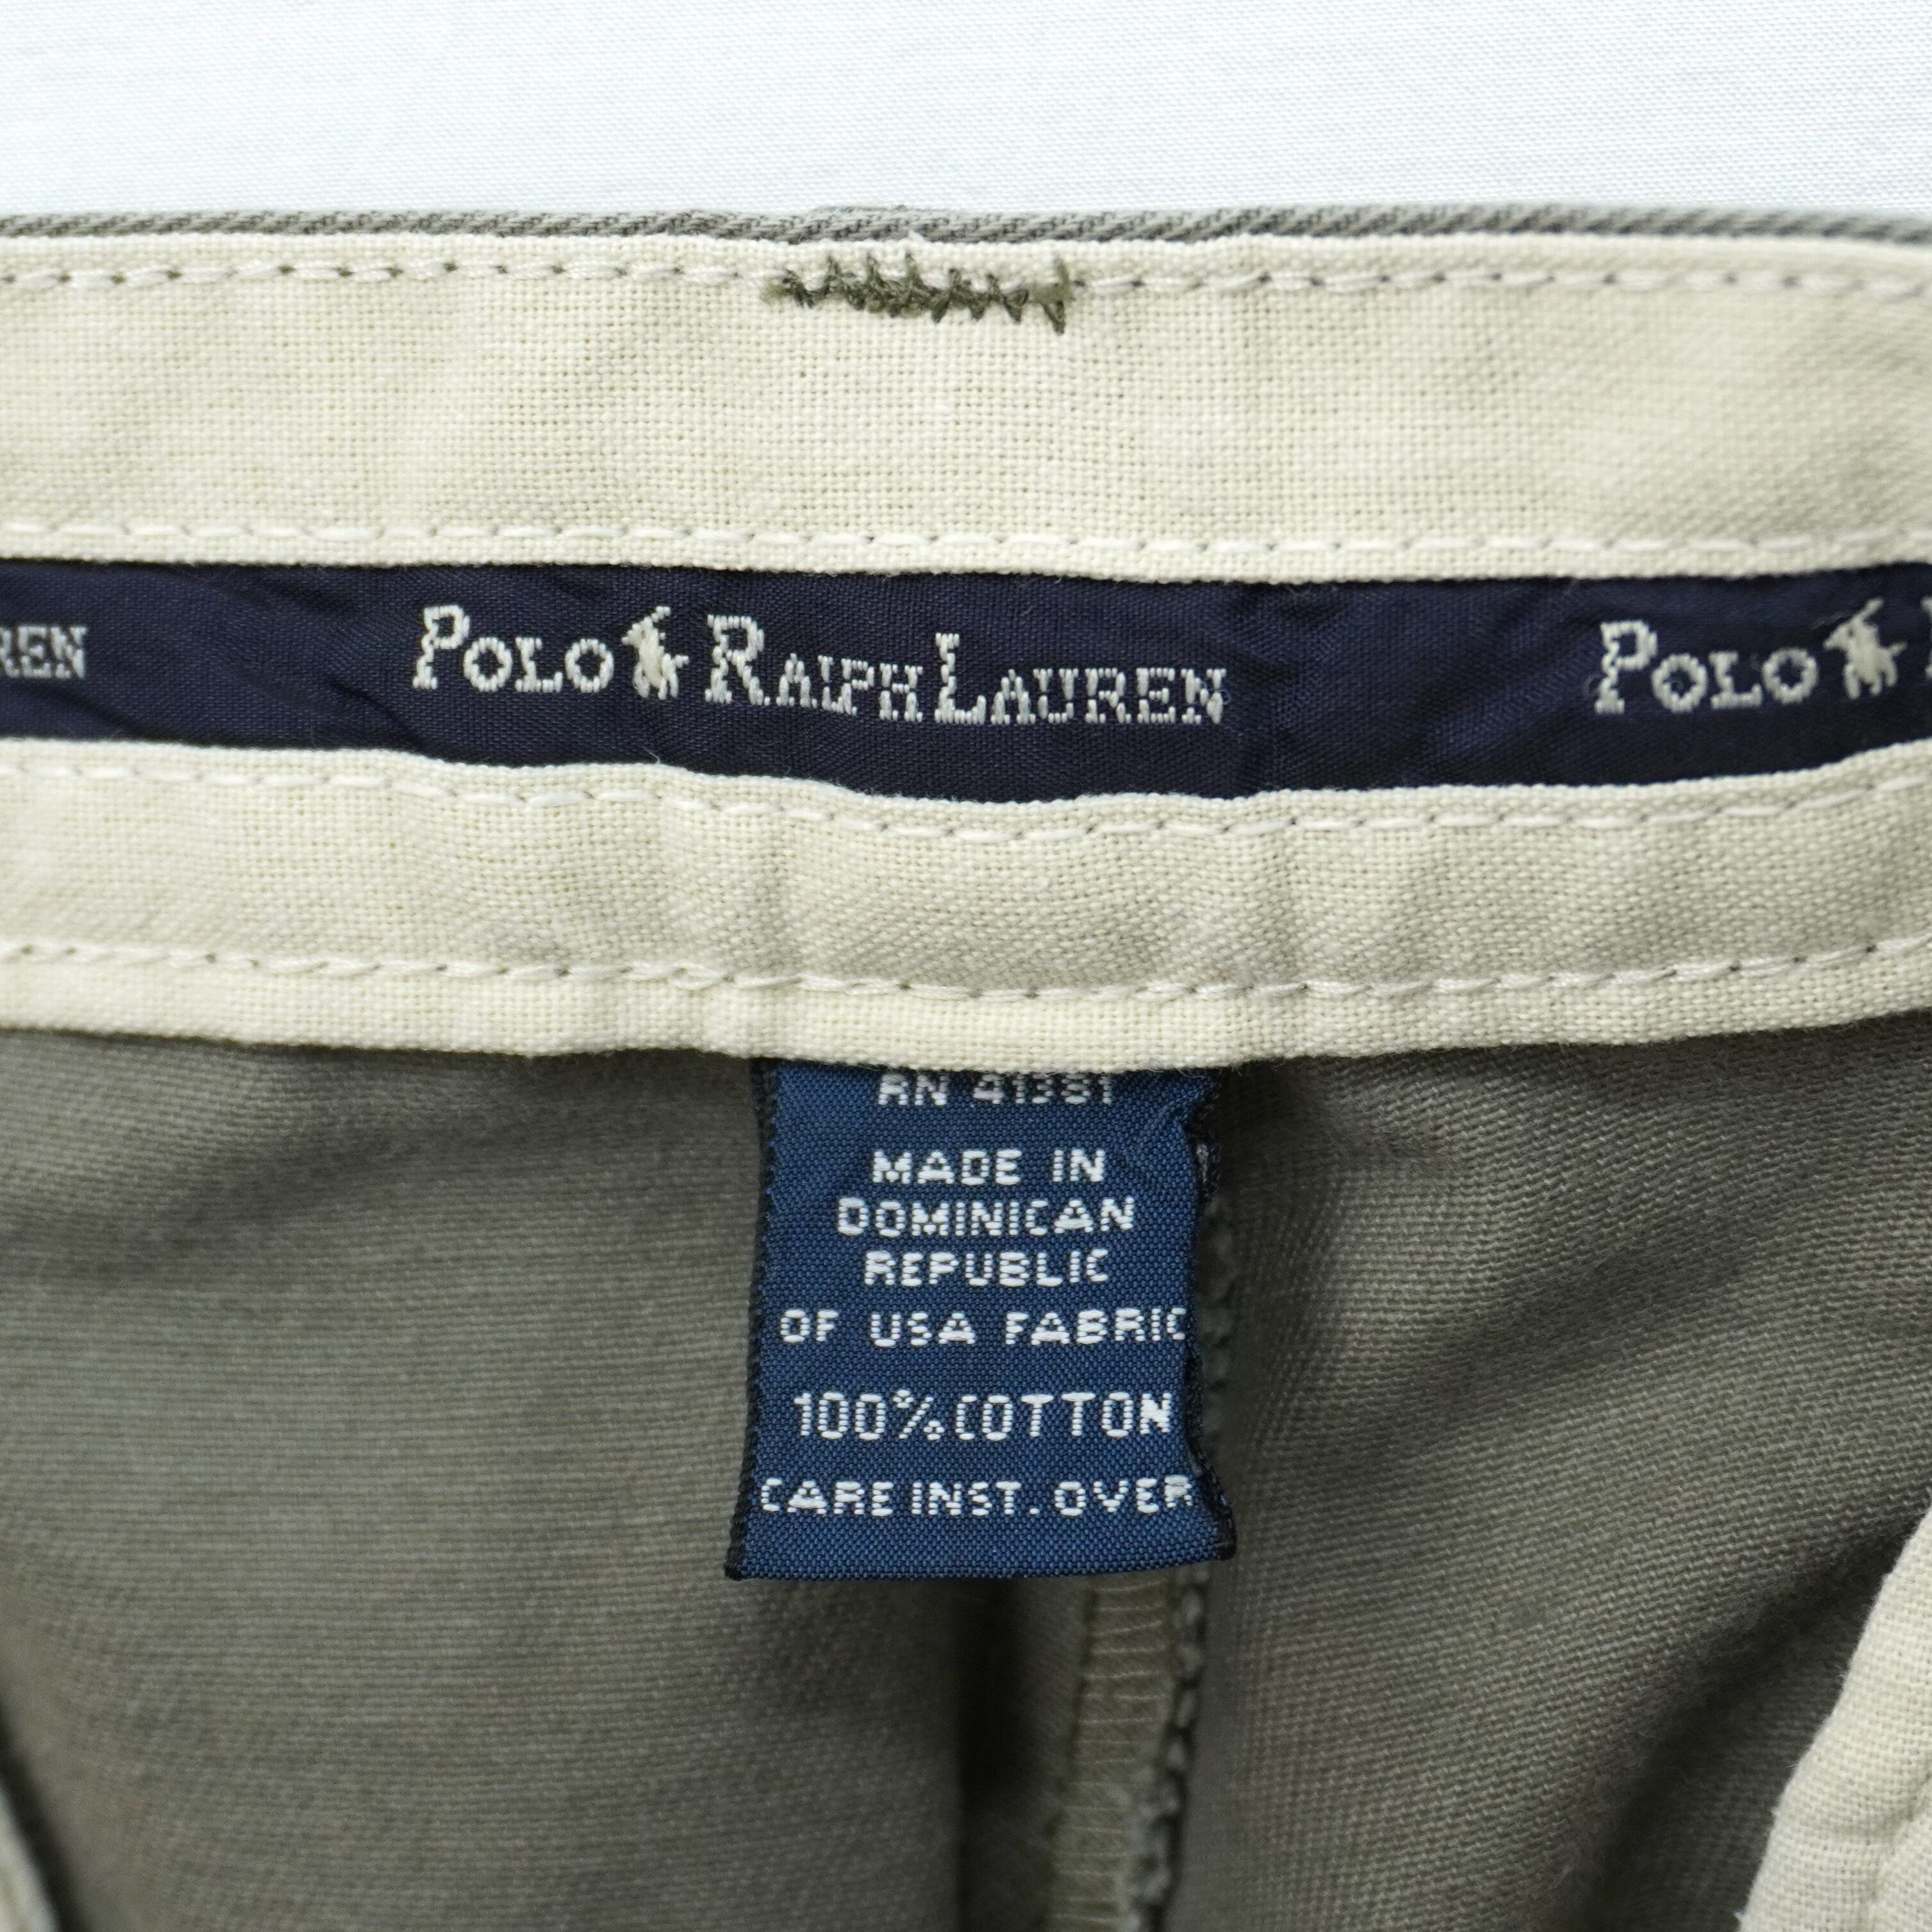 REN POLO RALPH LAUREN POLO
RN 41381
MADE IN
DOMINICAN
REPUBLIC
OF USA FABRIC
100% COTTON
CARE INST. OVER